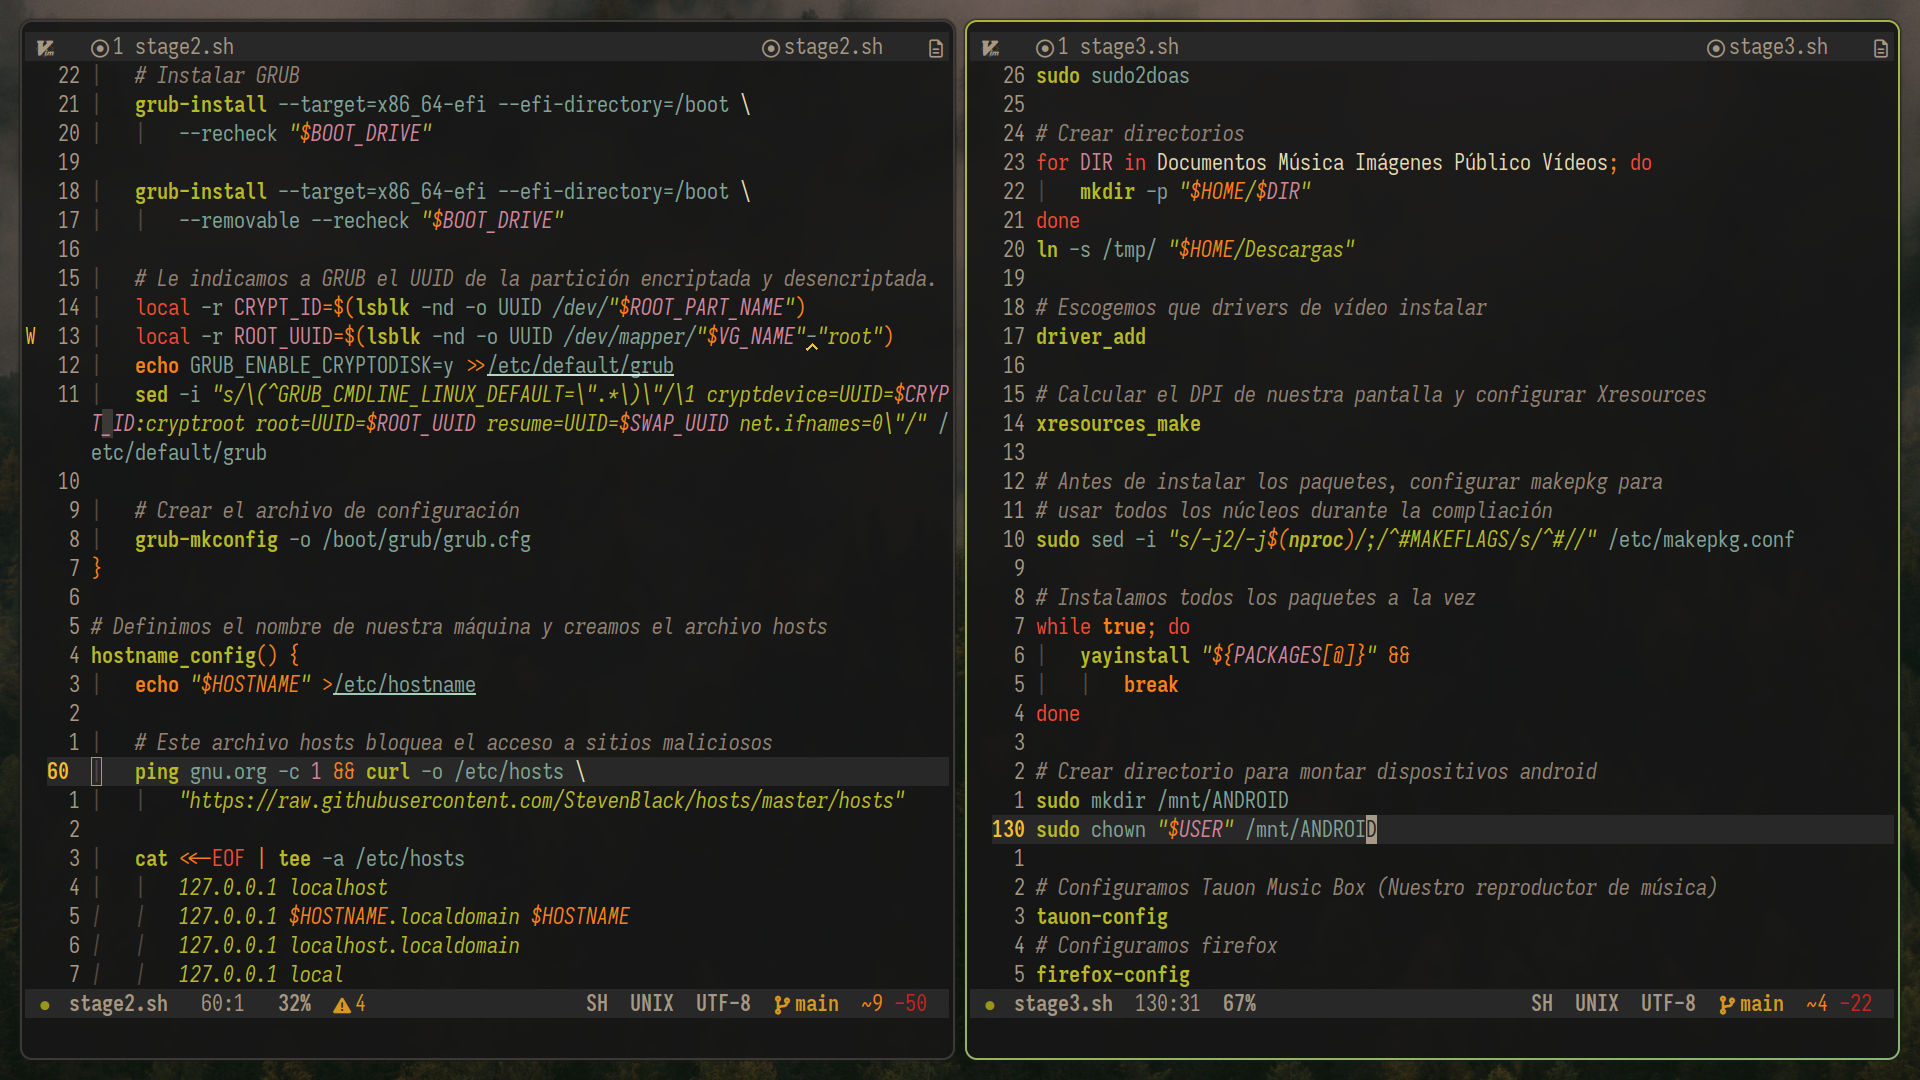 1 stage2.sh stage2.sh
22 # Instalar GRUB
21 grub-install --target=x86_64-efi --efi-directory=/boot \
20 --recheck "$BOOT_DRIVE"
19
18 grub-install --target=x86_64-efi --efi-directory=/boot \
17 --removable --recheck "$BOOT_DRIVE"
16
15 # Le indicamos a GRUB el UUID de la partición encriptada y desencriptada.
14 local -r CRYPT_ID=$(lsblk -nd -o UUID /dev/"$ROOT_PART_NAME")
W 13 local -r ROOT_UUID=$(lsblk -nd -o UUID /dev/mapper/"$VG_NAME"-"root")
12 echo GRUB_ENABLE_CRYPTODISK=y >>/etc/default/grub
11 sed -i "s/\(^GRUB_CMDLINE_LINUX_DEFAULT=\".*\)\"/\1 cryptdevice=UUID=$CRYP
T_ID:cryptroot root=UUID=$ROOT_UUID resume=UUID=$SWAP_UUID net.ifnames=0\"/" /
etc/default/grub
10
9 # Crear el archivo de configuración
8 grub-mkconfig -o /boot/grub/grub.cfg
7 }
6
5 # Definimos el nombre de nuestra máquina y creamos el archivo hosts
4 hostname_config() {
3 echo "$HOSTNAME" >/etc/hostname
2
1 # Este archivo hosts bloquea el acceso a sitios maliciosos
60 ping gnu.org -c 1 && curl -o /etc/hosts \
1 "https://raw.githubusercontent.com/StevenBlack/hosts/master/hosts"
2
3 cat <<-EOF | tee -a /etc/hosts
4 127.0.0.1 localhost
5 127.0.0.1 $HOSTNAME.localdomain $HOSTNAME
6 127.0.0.1 localhost.localdomain
7 127.0.0.1 local
stage2.sh 60:1 32% 4 SH UNIX UTF-8 main ~9 -50
1 stage3.sh stage3.sh
26 sudo sudo2doas
25
24 # Crear directorios
23 for DIR in Documentos Música Imágenes Público Vídeos; do
22 mkdir -p "$HOME/$DIR"
21 done
20 ln -s /tmp/ "$HOME/Descargas"
19
18 # Escogemos que drivers de vídeo instalar
17 driver_add
16
15 # Calcular el DPI de nuestra pantalla y configurar Xresources
14 xresources_make
13
12 # Antes de instalar los paquetes, configurar makepkg para
11 # usar todos los núcleos durante la compliación
10 sudo sed -i "s/-j2/-j$(nproc)/;/^#MAKEFLAGS/s/^#//" /etc/makepkg.conf
9
8 # Instalamos todos los paquetes a la vez
7 while true; do
6 yayinstall "${PACKAGES[@]}" &&
5 break
4 done
3
2 # Crear directorio para montar dispositivos android
1 sudo mkdir /mnt/ANDROID
130 sudo chown "$USER" /mnt/ANDROID
1
2 # Configuramos Tauon Music Box (Nuestro reproductor de música)
3 tauon-config
4 # Configuramos firefox
5 firefox-config
stage3.sh 130:31 67% SH UNIX UTF-8 main ~4 -22